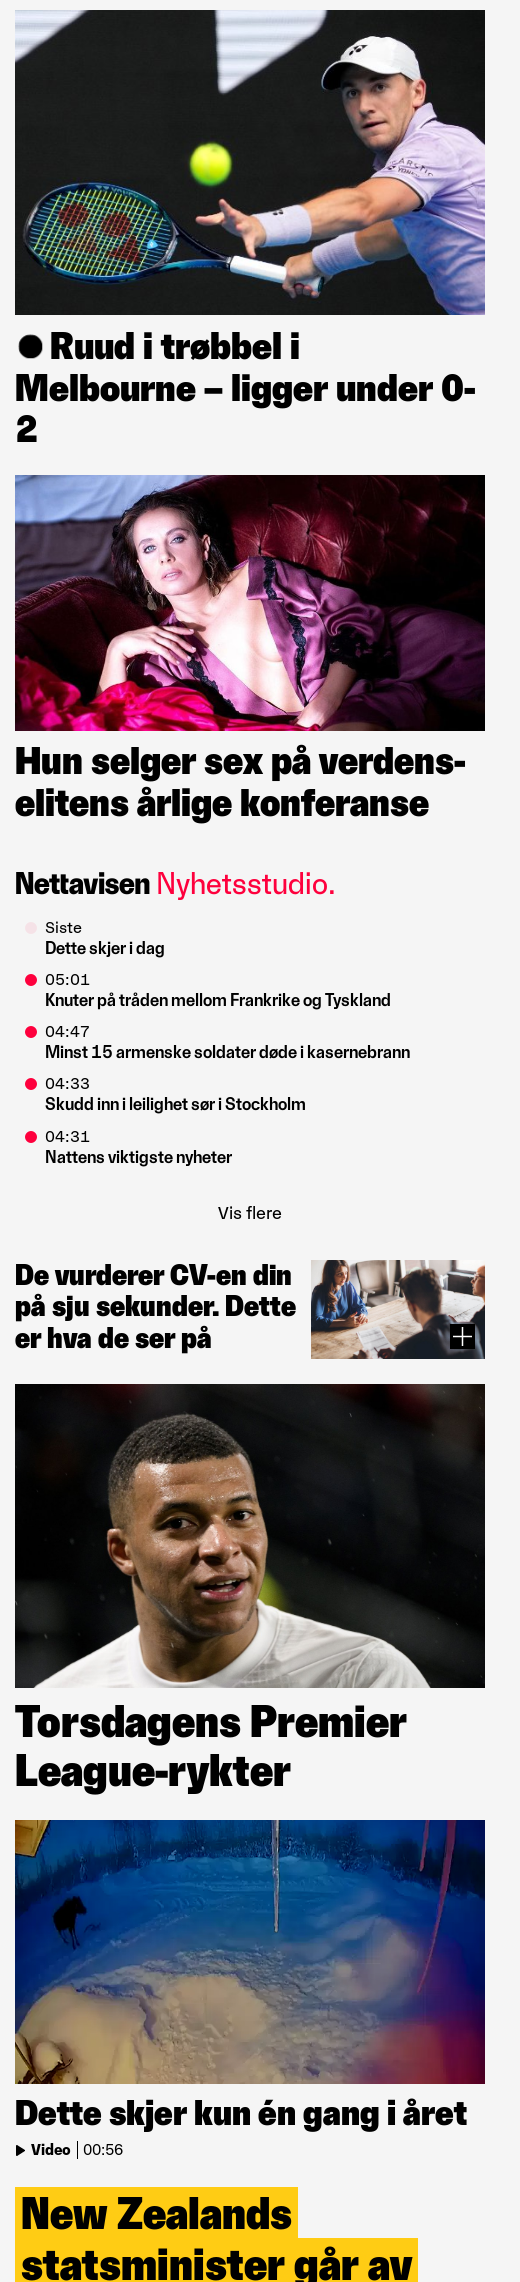 Ruud i trøbbel i
Melbourne – ligger under 0-
2
Hun selger sex på verdens-
elitens årlige konferanse
Nettavisen Nyhetsstudio.
Siste
Dette skjer i dag
05:01
Knuter på tråden mellom Frankrike og Tyskland
04:47
Minst 15 armenske soldater døde i kasernebrann
04:33
Skudd inn i leilighet sør i Stockholm
04:31
Nattens viktigste nyheter
Vis flere
De vurderer CV-en din
på sju sekunder. Dette
er hva de ser på
Torsdagens Premier
League-rykter
Dette skjer kun én gang i året
Video | 00:56
New Zealands
statsminister går av